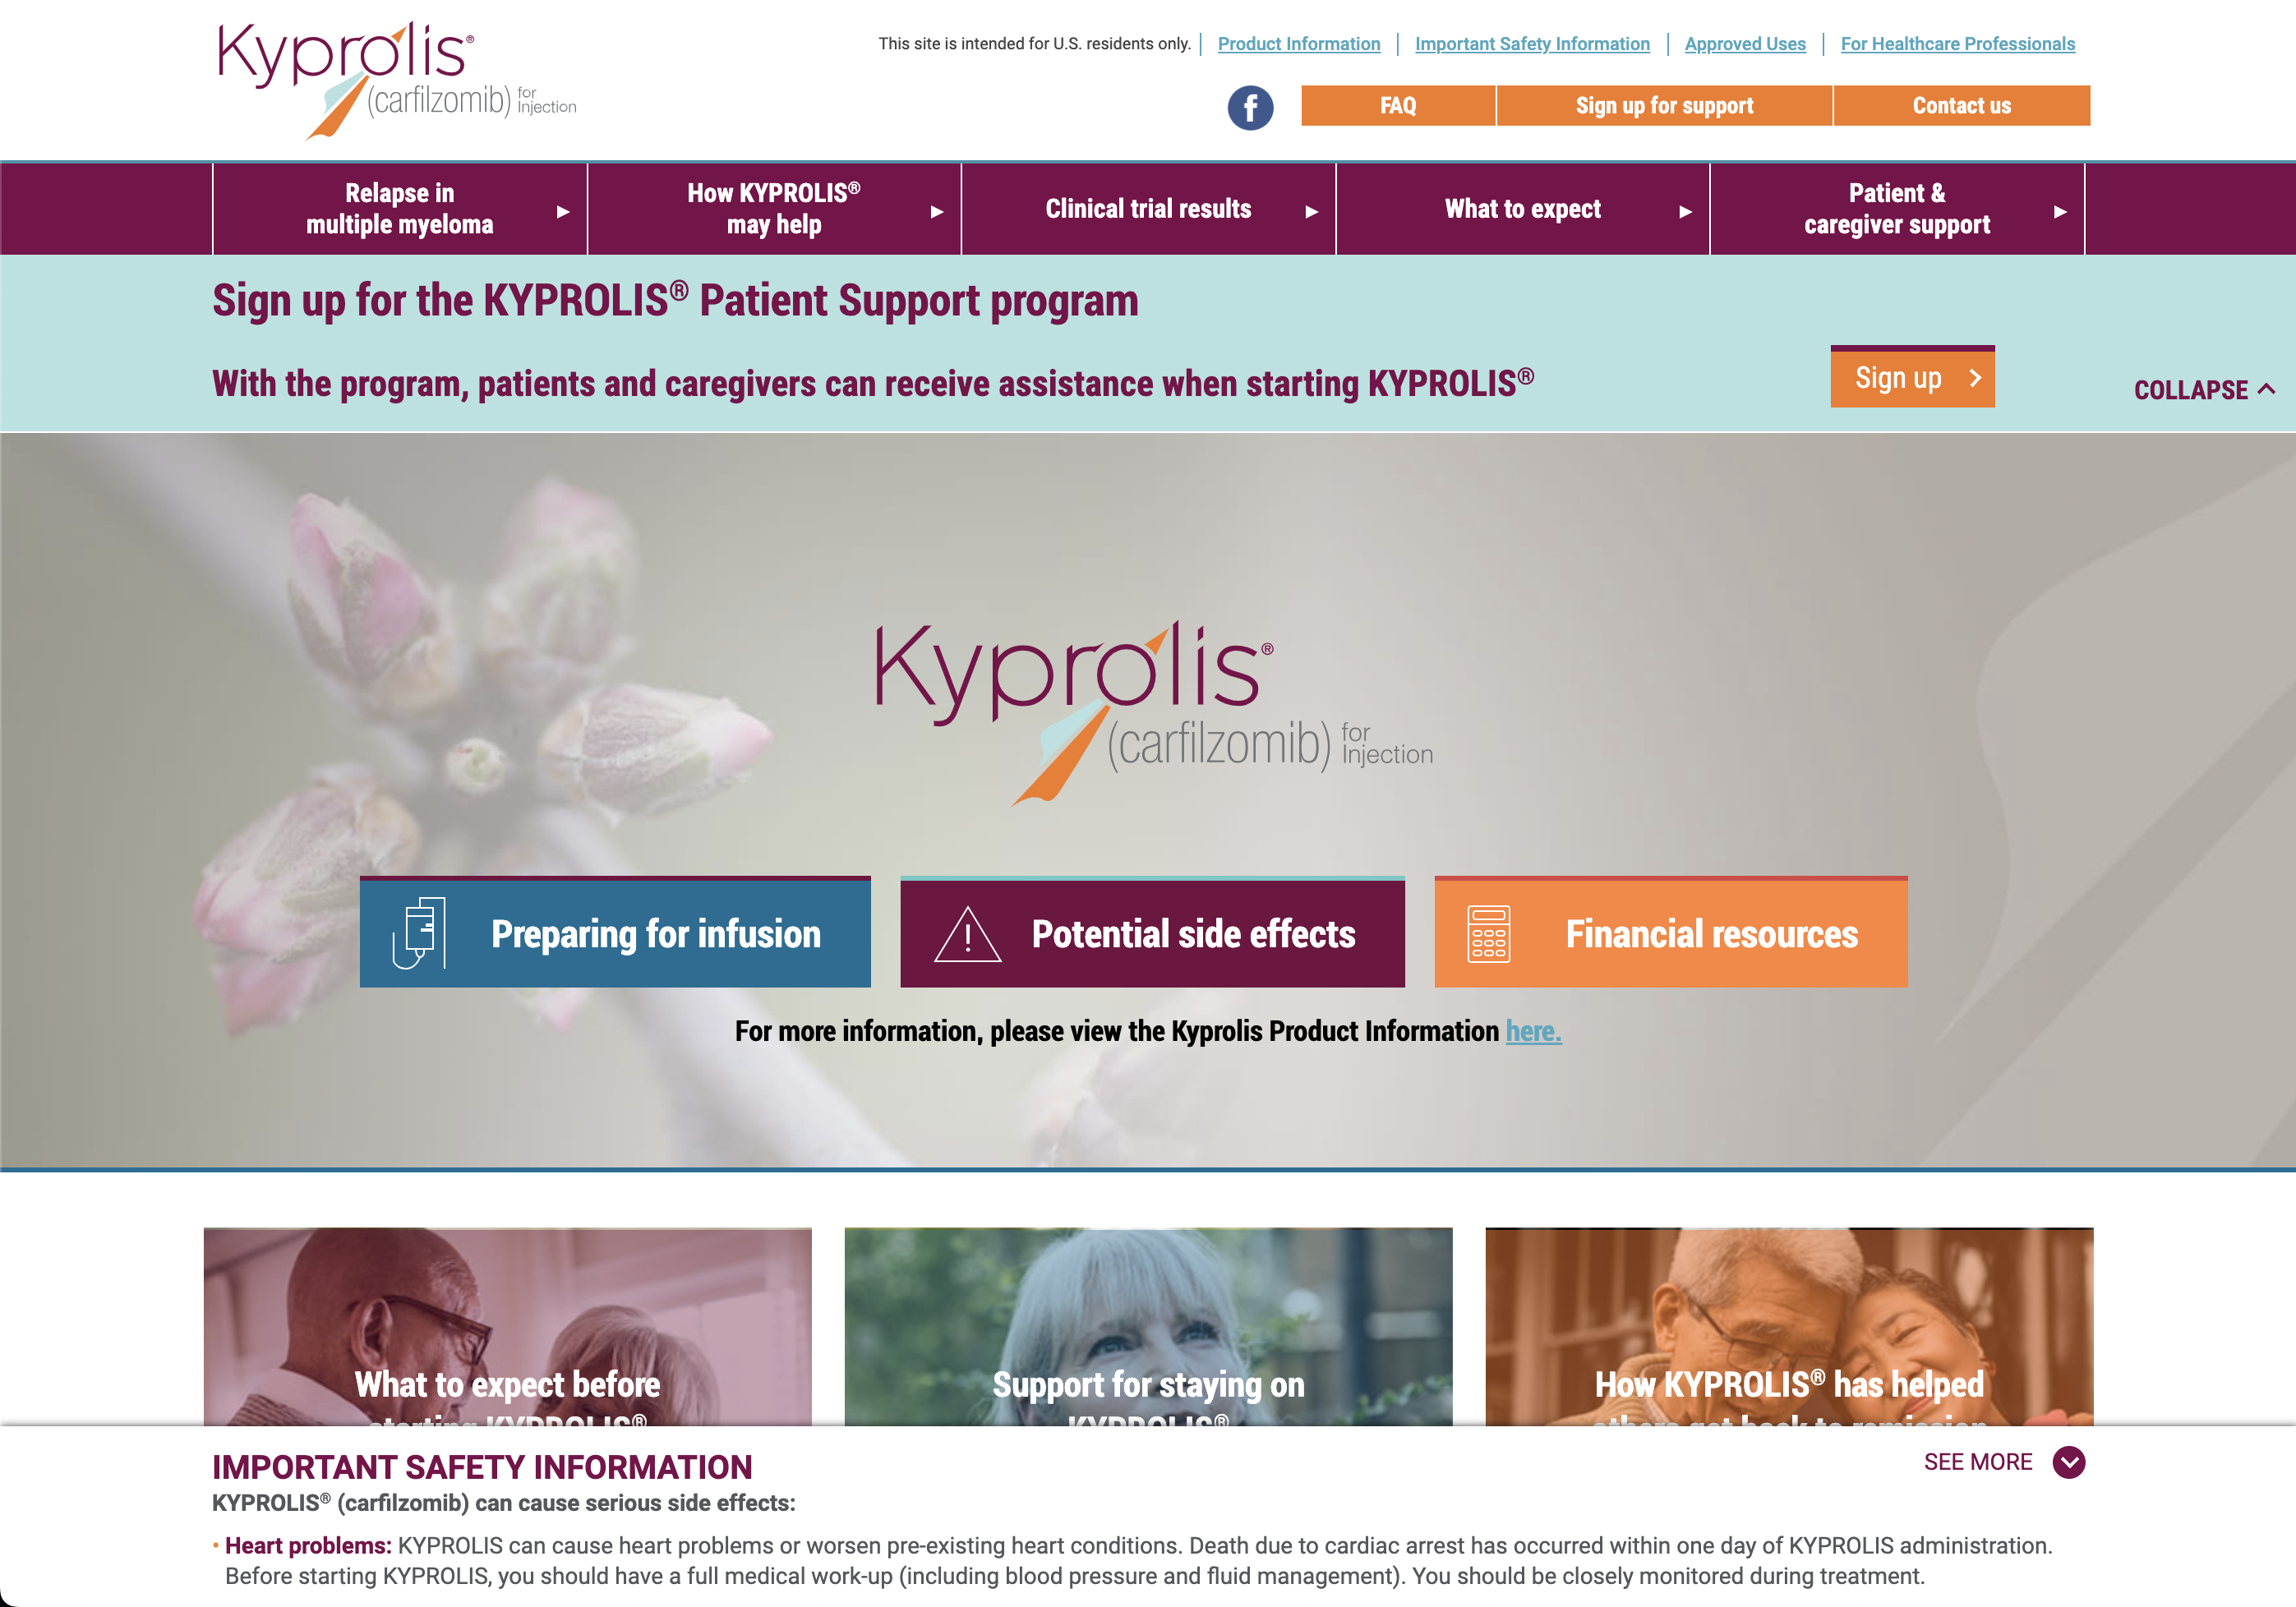 Kyprolis®
(carfilzomib) for Injection
This site is intended for U.S. residents only. | Product Information | Important Safety Information | Approved Uses | For Healthcare Professionals
f
FAQ
Sign up for support
Contact us
Relapse in
multiple myeloma
How KYPROLIS®
may help
Clinical trial results
What to expect
Patient &
caregiver support
Sign up for the KYPROLIS® Patient Support program
With the program, patients and caregivers can receive assistance when starting KYPROLIS®
Sign up
COLLAPSE
Kyprolis®
(carfilzomib) for Injection
Preparing for infusion
Potential side effects
Financial resources
For more information, please view the Kyprolis Product Information here.
What to expect before
starting KYPROLIS®
Support for staying on
KYPROLIS®
How KYPROLIS® has helped
others get back to remission
IMPORTANT SAFETY INFORMATION
SEE MORE
KYPROLIS® (carfilzomib) can cause serious side effects:
• Heart problems: KYPROLIS can cause heart problems or worsen pre-existing heart conditions. Death due to cardiac arrest has occurred within one day of KYPROLIS administration.
Before starting KYPROLIS, you should have a full medical work-up (including blood pressure and fluid management). You should be closely monitored during treatment.